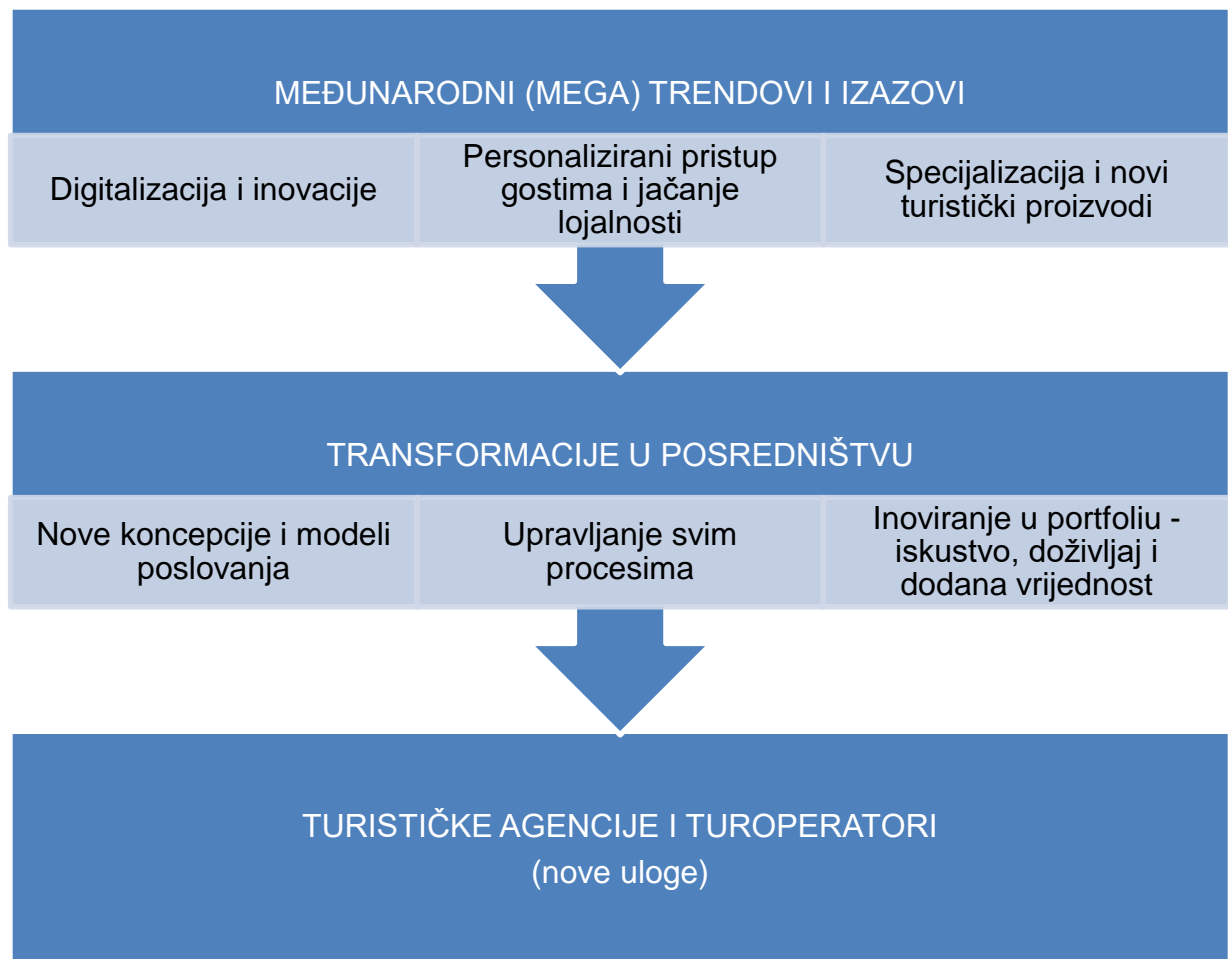 MEĐUNARODNI (MEGA) TRENDOVI I IZAZOVI
Digitalizacija i inovacije
Personalizirani pristup
gostima i jačanje
lojalnosti
Specijalizacija i novi
turistički proizvodi
TRANSFORMACIJE U POSREDNIŠTVU
Nove koncepcije i modeli
poslovanja
Upravljanje svim
procesima
Inoviranje u portfoliu -
iskustvo, doživljaj i
dodana vrijednost
TURISTIČKE AGENCIJE I TUROPERATORI
(nove uloge)